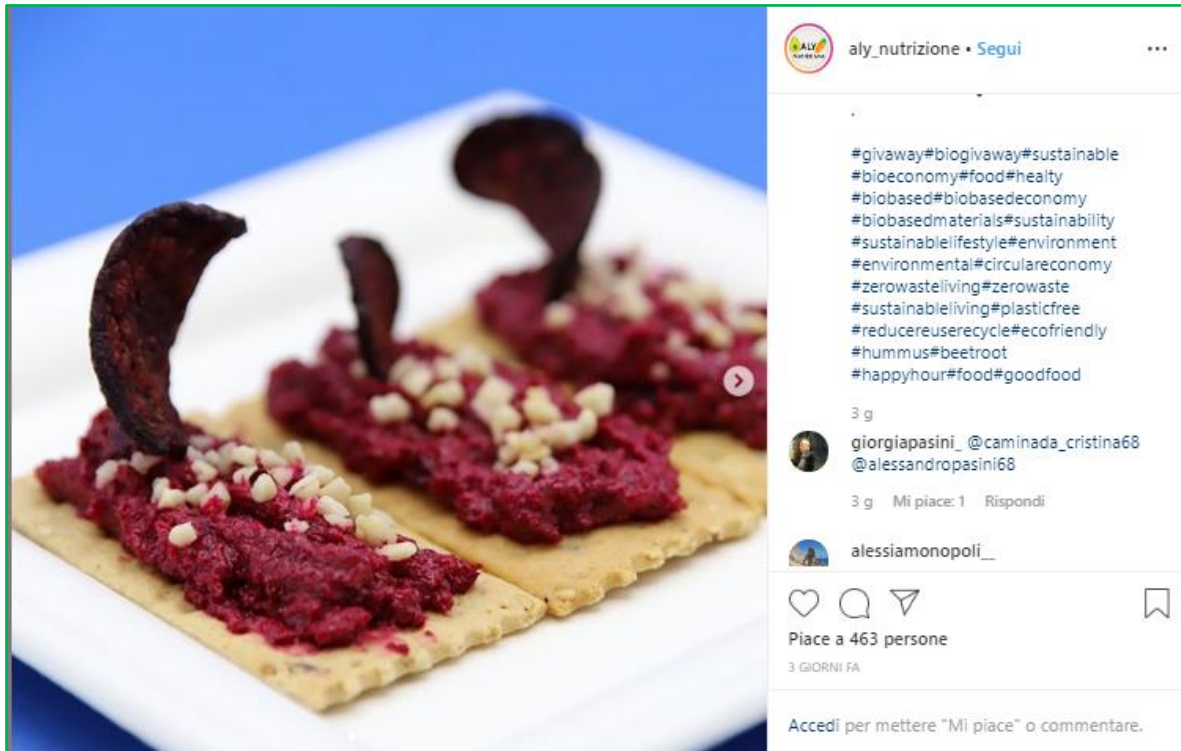 aly_nutrizione • Segui
ALY
.
#givaway#biogivaway#sustainable
#bioeconomy#food#healty
#biobased#biobasedeconomy
#biobasedmaterials#sustainability
#sustainablelifestyle#environment
#environmental#circulareconomy
#zerowasteliving#zerowaste
#sustainableliving#plasticfree
#reducereuserecycle#ecofriendly
#hummus#beetroot
#happyhour#food#goodfood
3 g
giorgiapasini_ @caminada_cristina68
@alessandropasini68
3 g Mi piace: 1 Rispondi
alessiamonopoli__
Piace a 463 persone
3 GIORNI FA
Accedi per mettere "Mi piace" o commentare.